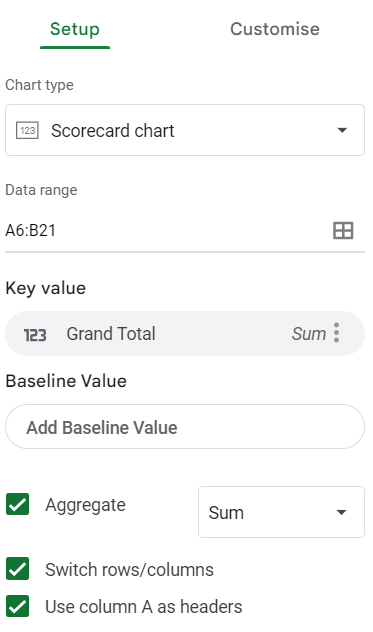 Setup Customise
Chart type
123 Scorecard chart
Data range
A6:B21
Key value
123 Grand Total Sum
Baseline Value
Add Baseline Value
Aggregate Sum
Switch rows/columns
Use column A as headers